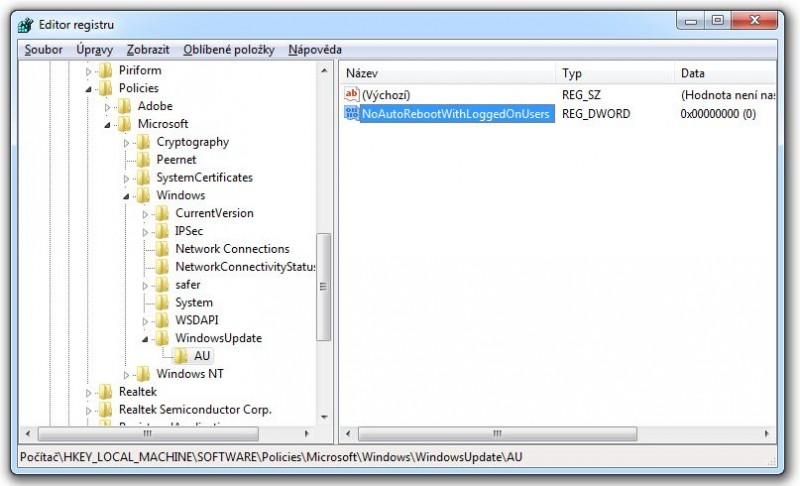 Editor registru
Soubor Úpravy Zobrazit Oblíbené položky Nápověda
Piriform
Policies
Adobe
Microsoft
Cryptography
Peernet
SystemCertificates
Windows
CurrentVersion
IPSec
Network Connections
NetworkConnectivityStatus
safer
System
WSDAPI
WindowsUpdate
AU
Windows NT
Realtek
Realtek Semiconductor Corp.
Název Typ Data
(Výchozí) REG_SZ (Hodnota není nas
NoAutoRebootWithLoggedOnUsers REG_DWORD 0x00000000 (0)
Počítač\HKEY_LOCAL_MACHINE\SOFTWARE\Policies\Microsoft\Windows\WindowsUpdate\AU